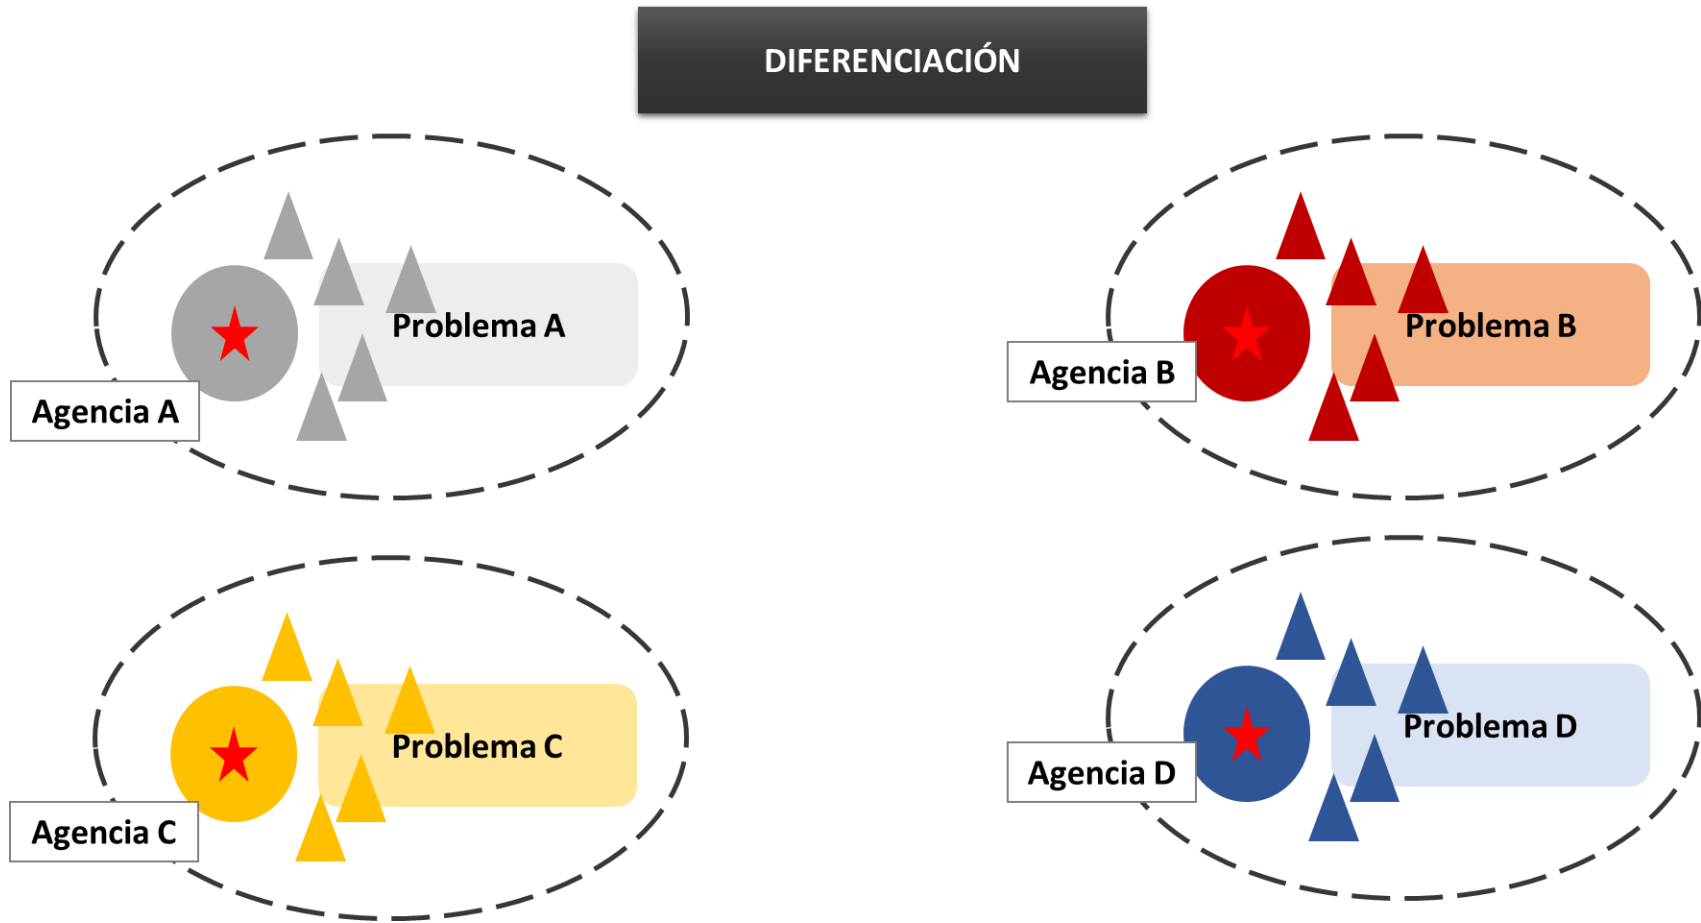 DIFERENCIACIÓN
Problema A
Agencia A
Problema B
Agencia B
Problema C
Agencia C
Problema D
Agencia D